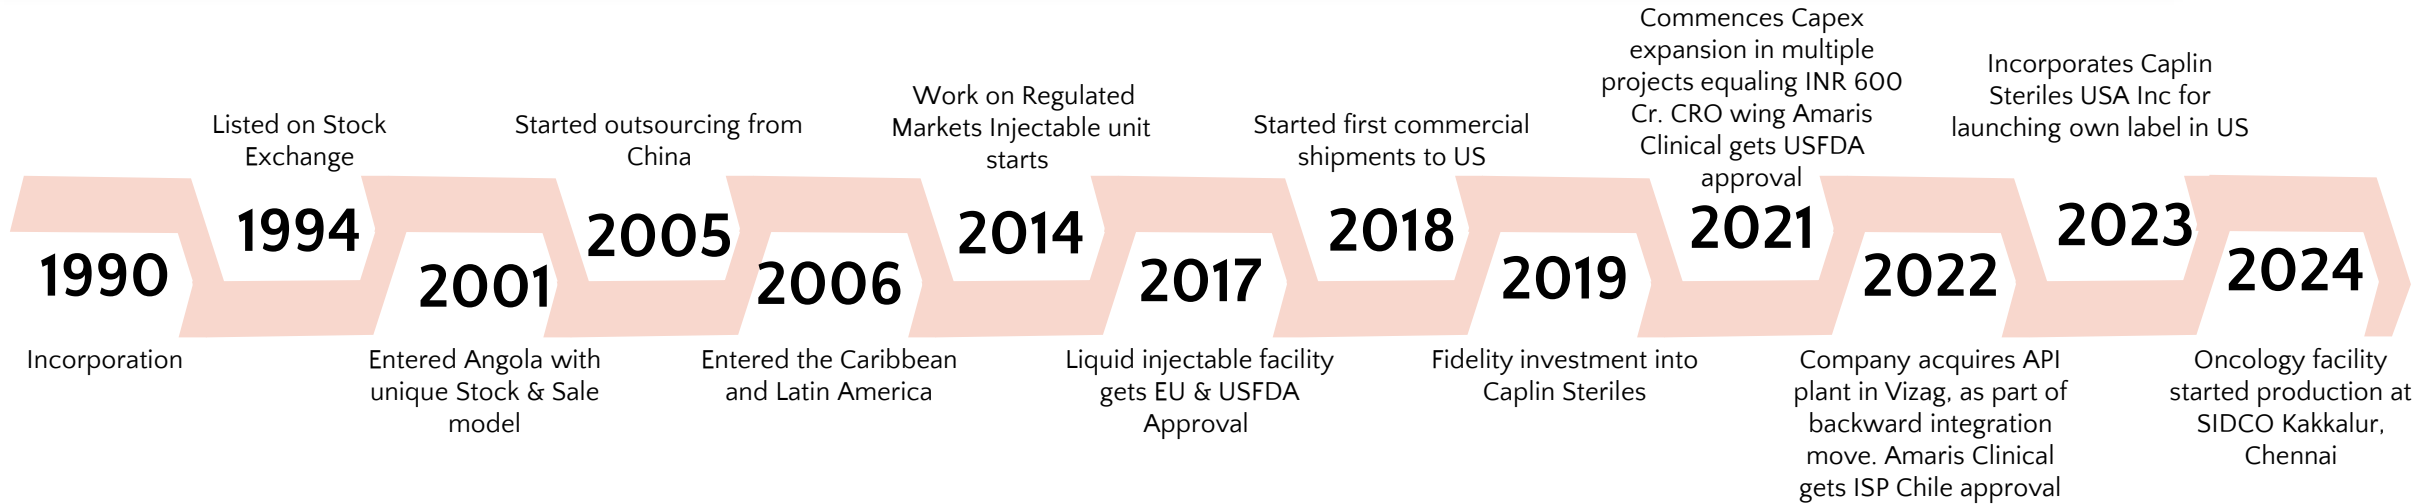 1990
Incorporation
Listed on Stock
Exchange
1994
2001
Entered Angola with
unique Stock & Sale
model
Started outsourcing from
China
2005
2006
Entered the Caribbean
and Latin America
Work on Regulated
Markets Injectable unit
starts
2014
2017
Liquid injectable facility
gets EU & USFDA
Approval
Started first commercial
shipments to US
2018
2019
Fidelity investment into
Caplin Steriles
Commences Capex
expansion in multiple
projects equaling INR 600
Cr. CRO wing Amaris
Clinical gets USFDA
approval
2021
2022
Company acquires API
plant in Vizag, as part of
backward integration
move. Amaris Clinical
gets ISP Chile approval
Incorporates Caplin
Steriles USA Inc for
launching own label in US
2023
2024
Oncology facility
started production at
SIDCO Kakkalur,
Chennai